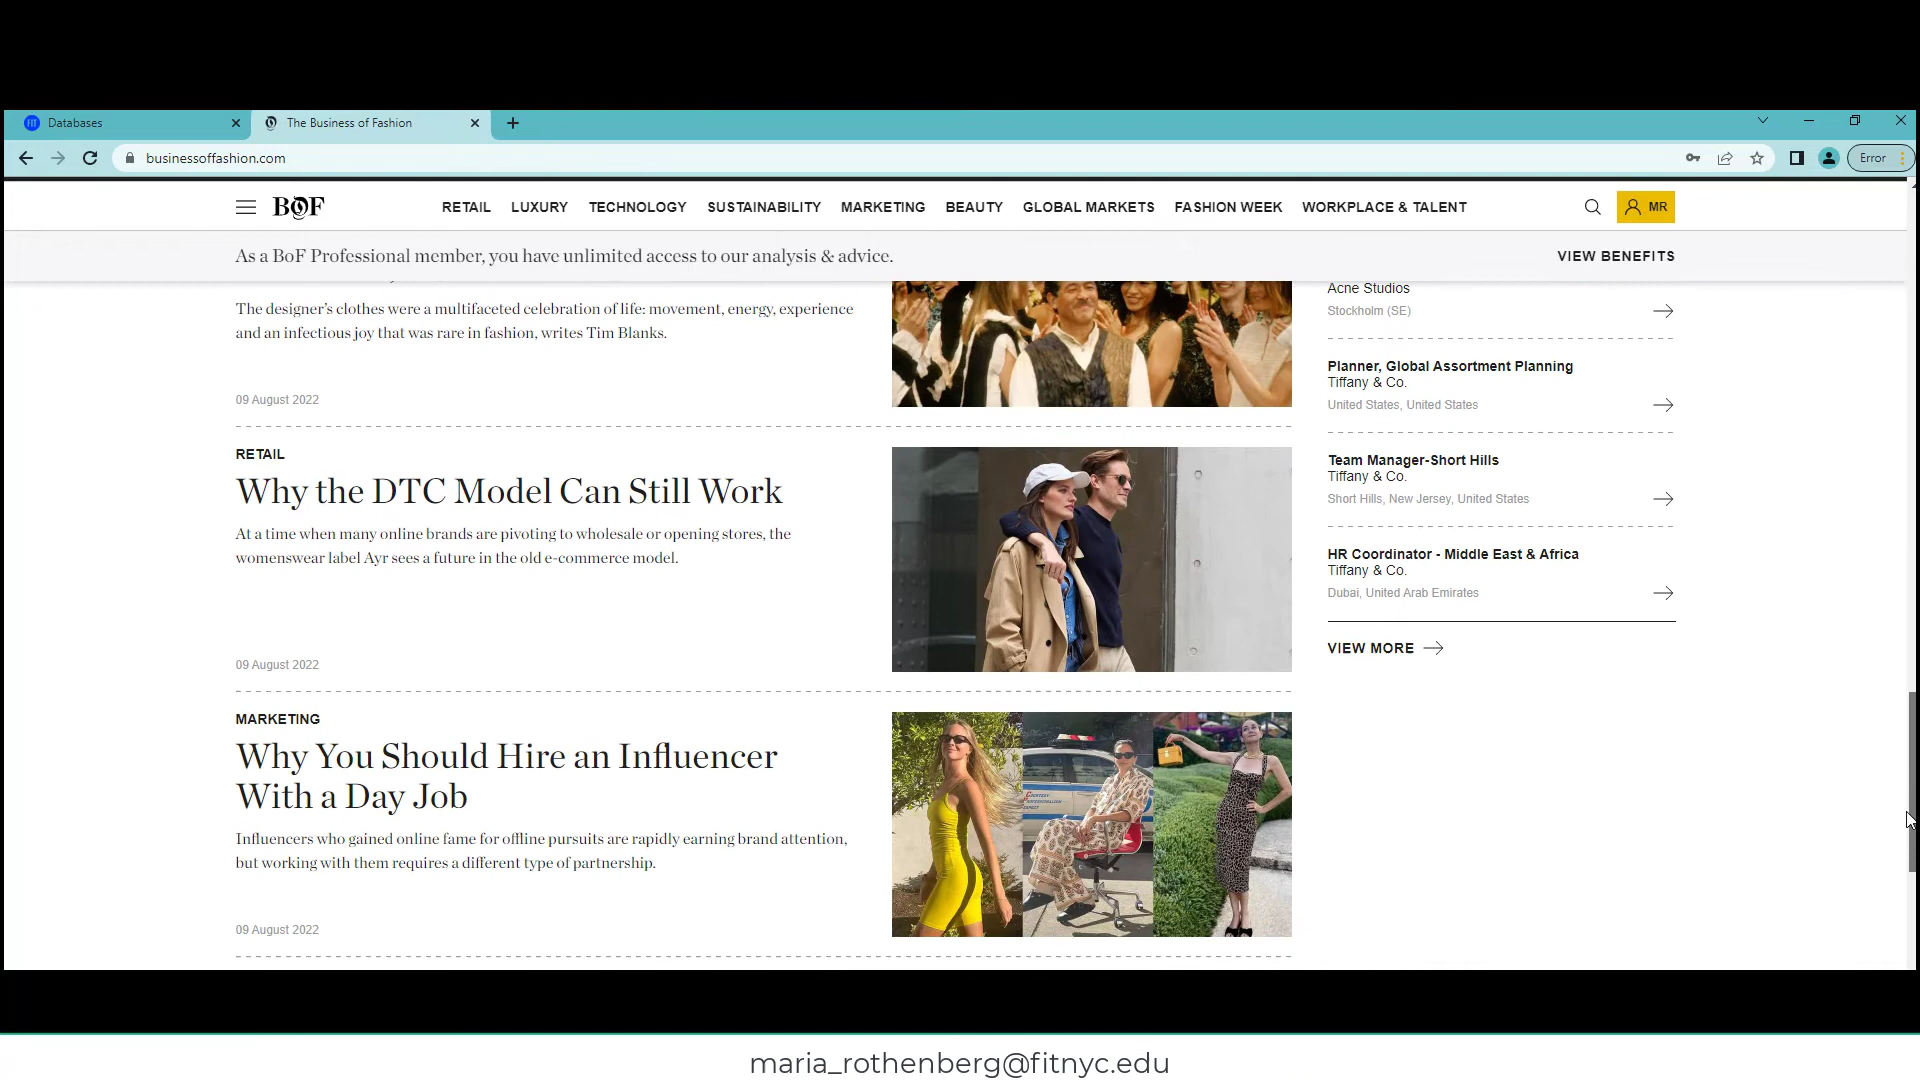 Databases
The Business of Fashion
businessoffashion.com
Error
BOF
RETAIL LUXURY TECHNOLOGY SUSTAINABILITY MARKETING BEAUTY GLOBAL MARKETS FASHION WEEK WORKPLACE & TALENT
MR
As a BoF Professional member, you have unlimited access to our analysis & advice.
VIEW BENEFITS
The designer’s clothes were a multifaceted celebration of life: movement, energy, experience
and an infectious joy that was rare in fashion, writes Tim Blanks.
09 August 2022
RETAIL
Why the DTC Model Can Still Work
At a time when many online brands are pivoting to wholesale or opening stores, the
womenswear label Ayr sees a future in the old e-commerce model.
09 August 2022
MARKETING
Why You Should Hire an Influencer
With a Day Job
Influencers who gained online fame for offline pursuits are rapidly earning brand attention,
but working with them requires a different type of partnership.
09 August 2022
Acne Studios
Stockholm (SE)
Planner, Global Assortment Planning
Tiffany & Co.
United States, United States
Team Manager-Short Hills
Tiffany & Co.
Short Hills, New Jersey, United States
HR Coordinator - Middle East & Africa
Tiffany & Co.
Dubai, United Arab Emirates
VIEW MORE
maria_rothenberg@fitnyc.edu